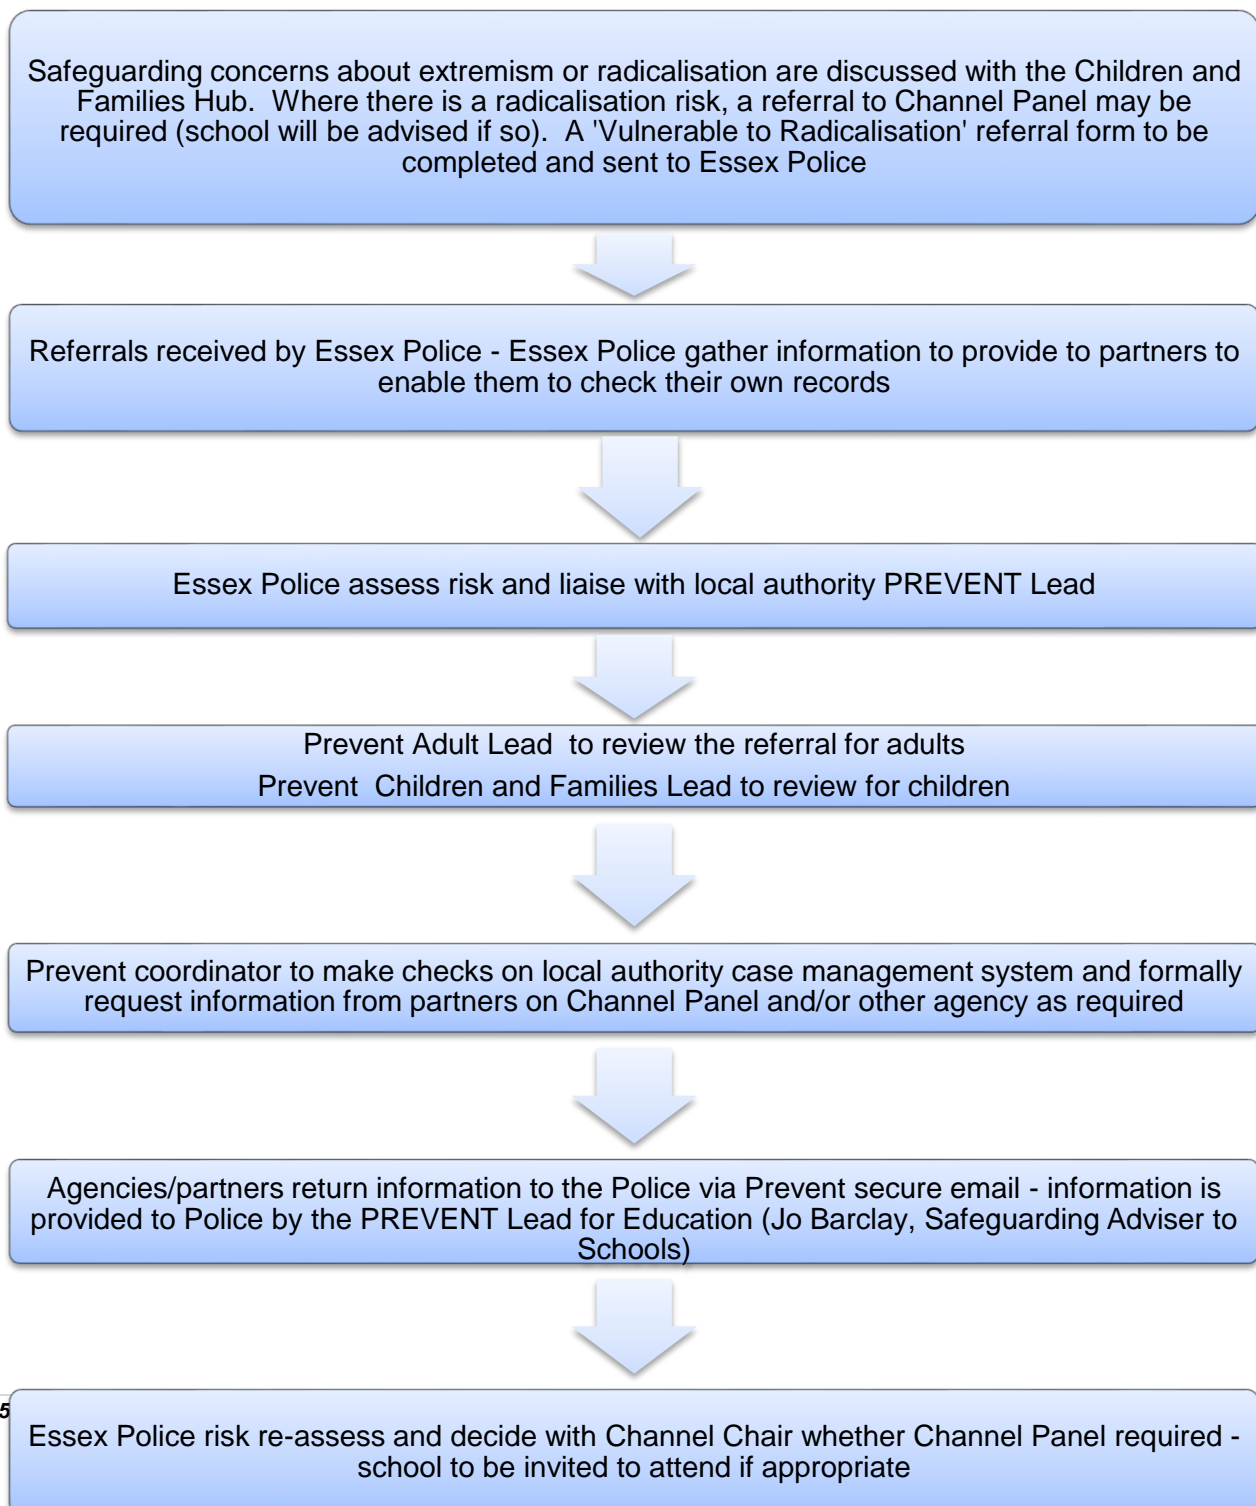 Safeguarding concerns about extremism or radicalisation are discussed with the Children and
Families Hub.  Where there is a radicalisation risk, a referral to Channel Panel may be
required (school will be advised if so).  A 'Vulnerable to Radicalisation' referral form to be
completed and sent to Essex Police
Referrals received by Essex Police - Essex Police gather information to provide to partners to
enable them to check their own records
Essex Police assess risk and liaise with local authority PREVENT Lead
Prevent Adult Lead  to review the referral for adults
Prevent  Children and Families Lead to review for children
Prevent coordinator to make checks on local authority case management system and formally
request information from partners on Channel Panel and/or other agency as required
Agencies/partners return information to the Police via Prevent secure email - information is
provided to Police by the PREVENT Lead for Education (Jo Barclay, Safeguarding Adviser to
Schools)
5
Essex Police risk re-assess and decide with Channel Chair whether Channel Panel required -
school to be invited to attend if appropriate